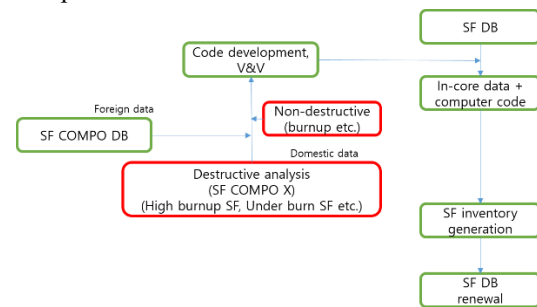 SF DB
Code development,
V&V
In-core data +
computer code
Foreign data
Non-destructive
(burnup etc.)
SF COMPO DB
Domestic data
Destructive analysis
(SF COMPO X)
(High burnup SF, Under burn SF etc.)
SF inventory
generation
SF DB
renewal